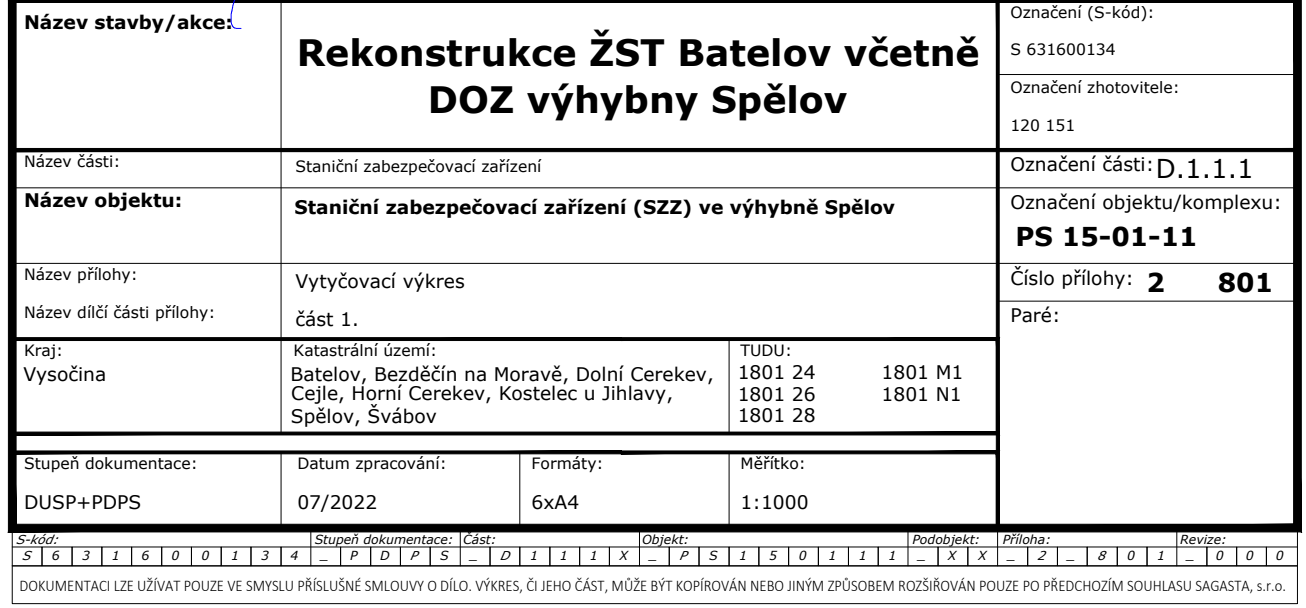 Název stavby/akce:
Rekonstrukce ŽST Batelov včetně
DOZ výhybny Spělov
Označení (S-kód):
S 631600134
Označení zhotovitele:
120 151
Název části:
Staniční zabezpečovací zařízení
Označení části: D.1.1.1
Název objektu:
Staniční zabezpečovací zařízení (SZZ) ve výhybně Spělov
Označení objektu/komplexu:
PS 15-01-11
Název přílohy:
Vytyčovací výkres
Číslo přílohy: 2 801
Název dílčí části přílohy:
část 1.
Paré:
Kraj:
Vysočina
Katastrální území:
Batelov, Bezděčín na Moravě, Dolní Cerekev,
Cejle, Horní Cerekev, Kostelec u Jihlavy,
Spělov, Švábov
TUDU:
1801 24 1801 M1
1801 26 1801 N1
1801 28
Stupeň dokumentace:
DUSP+PDPS
Datum zpracování:
07/2022
Formáty:
6xA4
Měřítko:
1:1000
S-kód: Stupeň dokumentace: Část: Objekt: Podobjekt: Příloha: Revize:
S 6 3 1 6 0 0 1 3 4 _ P D P S _ D 1 1 1 X _ P S 1 5 0 1 1 1 _ X X _ 2 _ 8 0 1 _ 0 0 0
DOKUMENTACI LZE UŽÍVAT POUZE VE SMYSLU PŘÍSLUŠNÉ SMLOUVY O DÍLO. VÝKRES, ČI JEHO ČÁST, MŮŽE BÝT KOPÍROVÁN NEBO JINÝM ZPŮSOBEM ROZŠIŘOVÁN POUZE PO PŘEDCHOZÍM SOUHLASU SAGASTA, s.r.o.